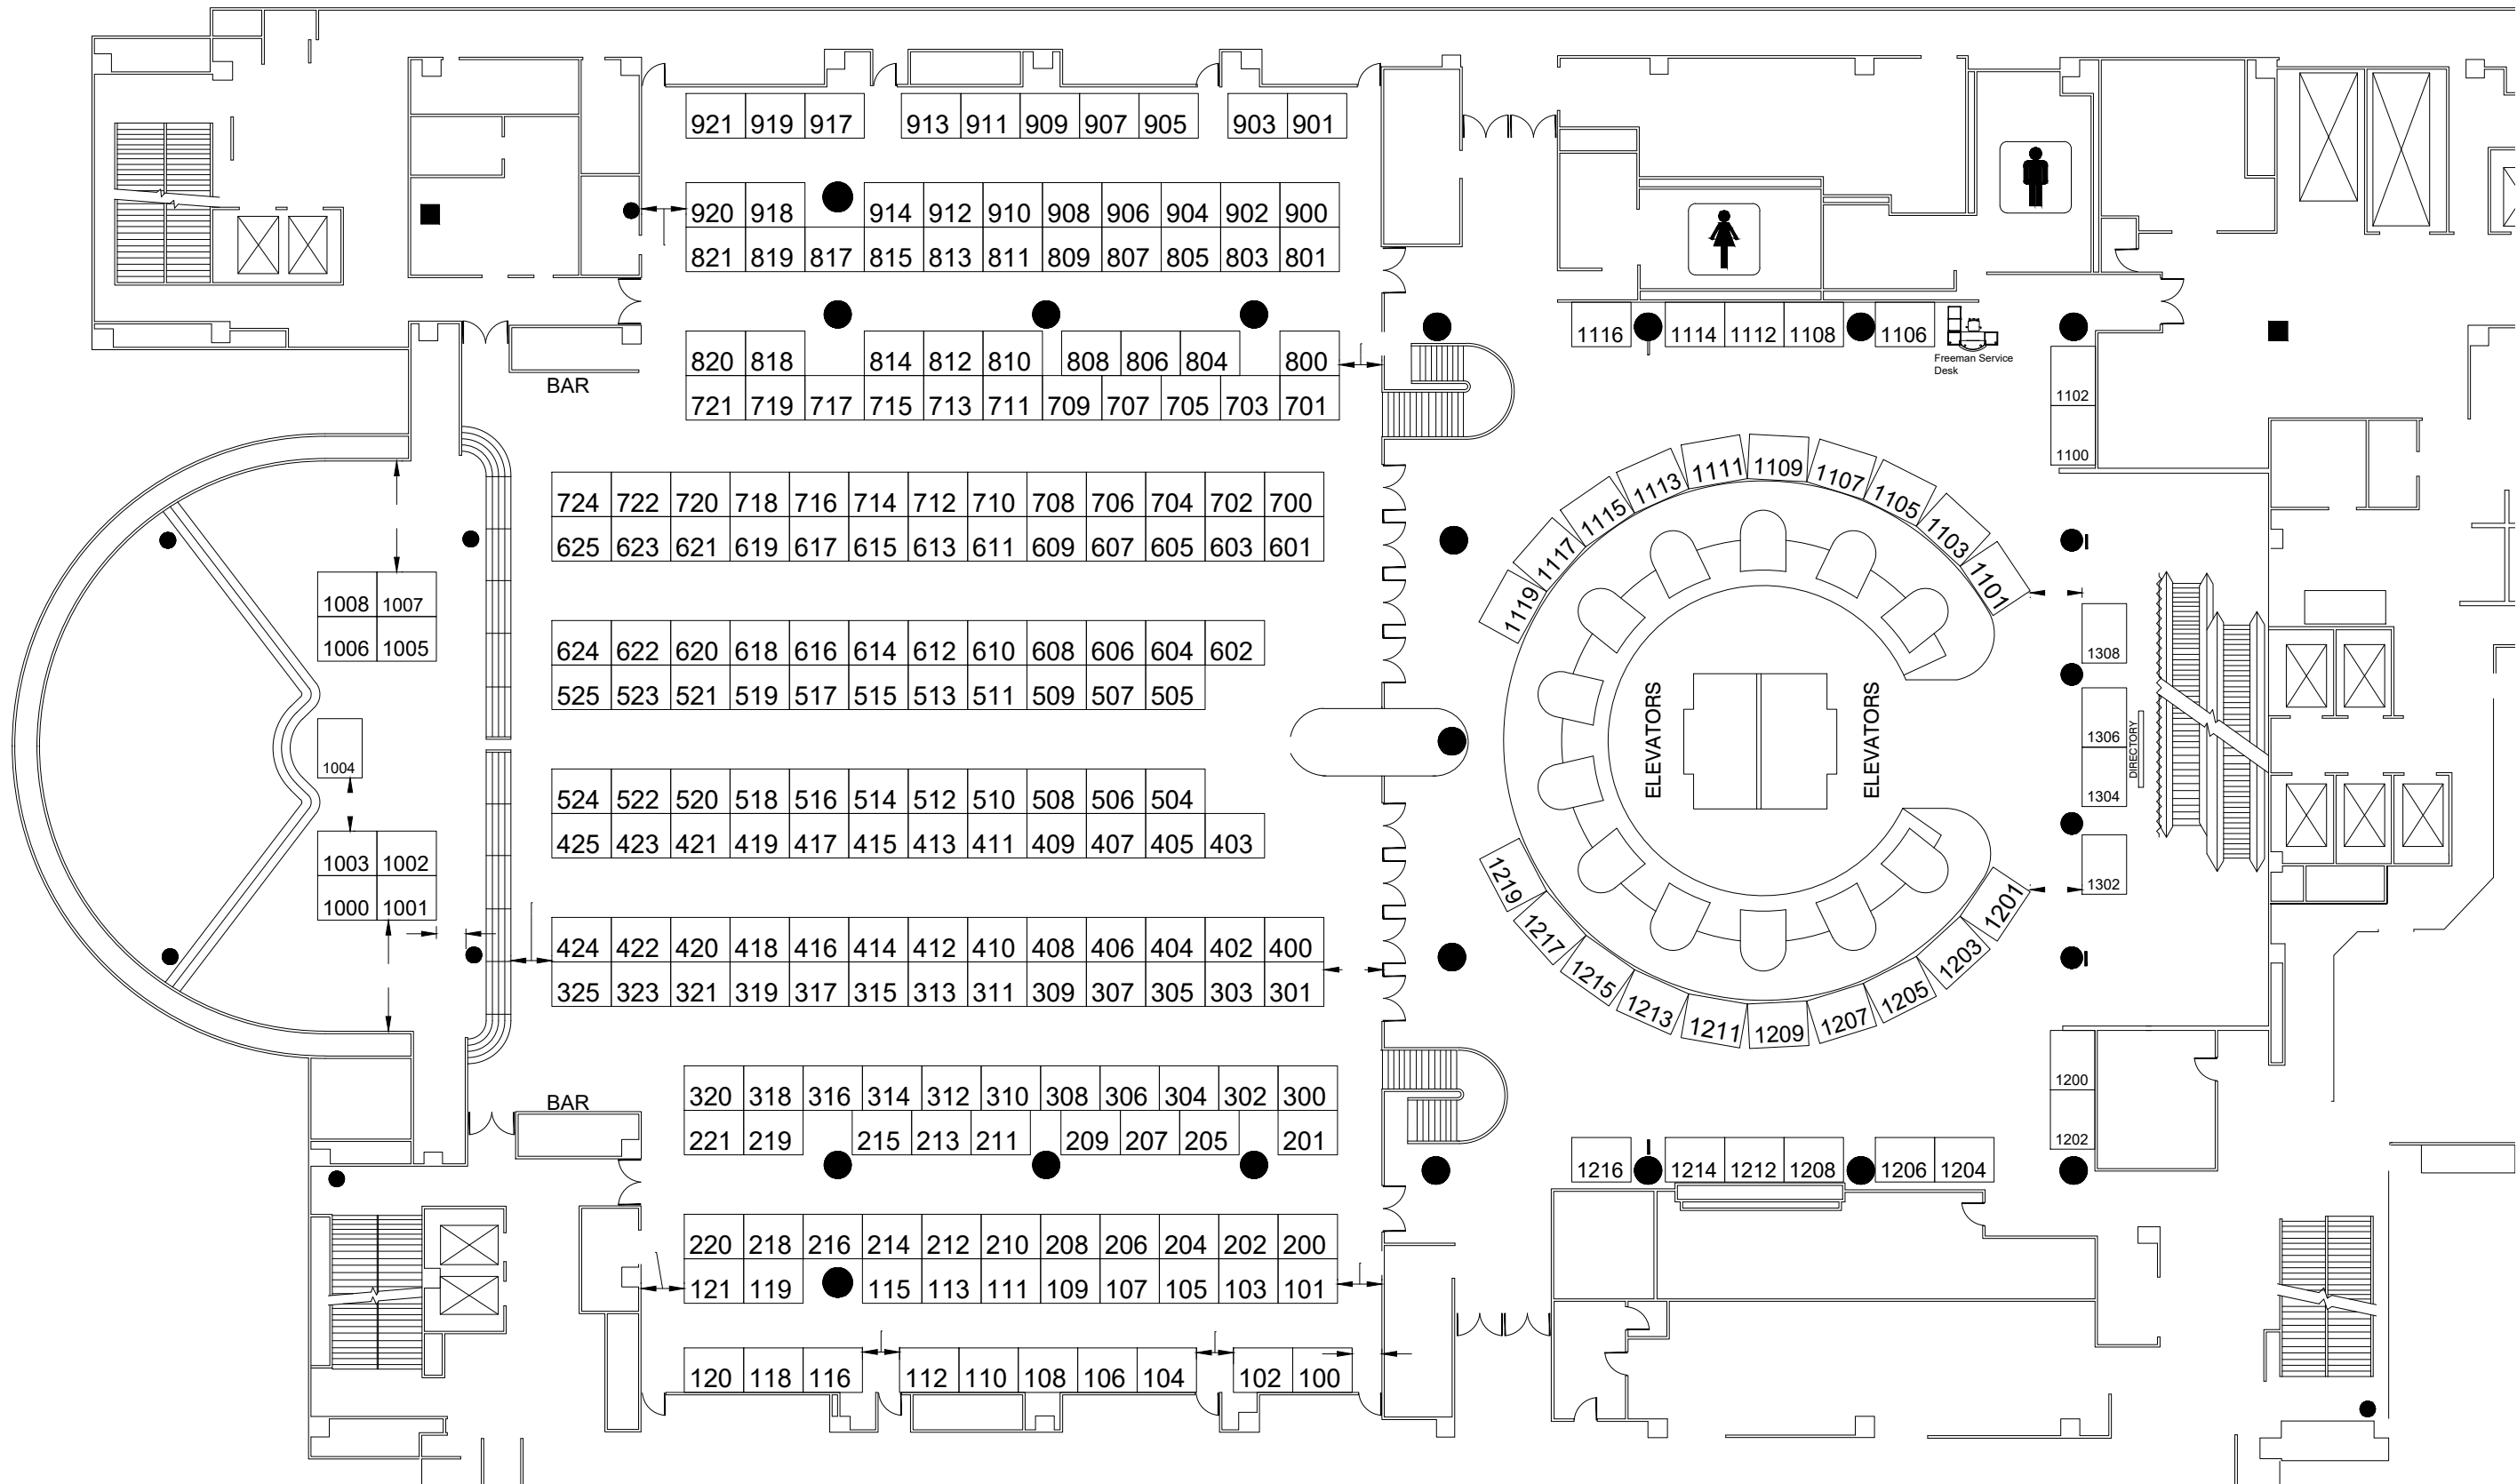 921 919 917 913 911 909 907 905 903 901
920 918 914 912 910 908 906 904 902 900
821 819 817 815 813 811 809 807 805 803 801
1116 1114 1112 1108 1106
Freeman Service
Desk
820 818 814 812 810 808 806 804 800
BAR
721 719 717 715 713 711 709 707 705 703 701
1102
1100
724 722 720 718 716 714 712 710 708 706 704 702 700
625 623 621 619 617 615 613 611 609 607 605 603 601
1119 1117 1115 1113 1111 1109 1107 1105 1103 1101
1008 1007
1006 1005
624 622 620 618 616 614 612 610 608 606 604 602
525 523 521 519 517 515 513 511 509 507 505
1308
1306
1304
1302
DIRECTORY
ELEVATORS
ELEVATORS
1004
524 522 520 518 516 514 512 510 508 506 504
425 423 421 419 417 415 413 411 409 407 405 403
1003 1002
1000 1001
424 422 420 418 416 414 412 410 408 406 404 402 400
325 323 321 319 317 315 313 311 309 307 305 303 301
1219 1217 1215 1213 1211 1209 1207 1205 1203 1201
1200
1202
320 318 316 314 312 310 308 306 304 302 300
BAR
221 219 215 213 211 209 207 205 201
1216 1214 1212 1208 1206 1204
220 218 216 214 212 210 208 206 204 202 200
121 119 115 113 111 109 107 105 103 101
120 118 116 112 110 108 106 104 102 100